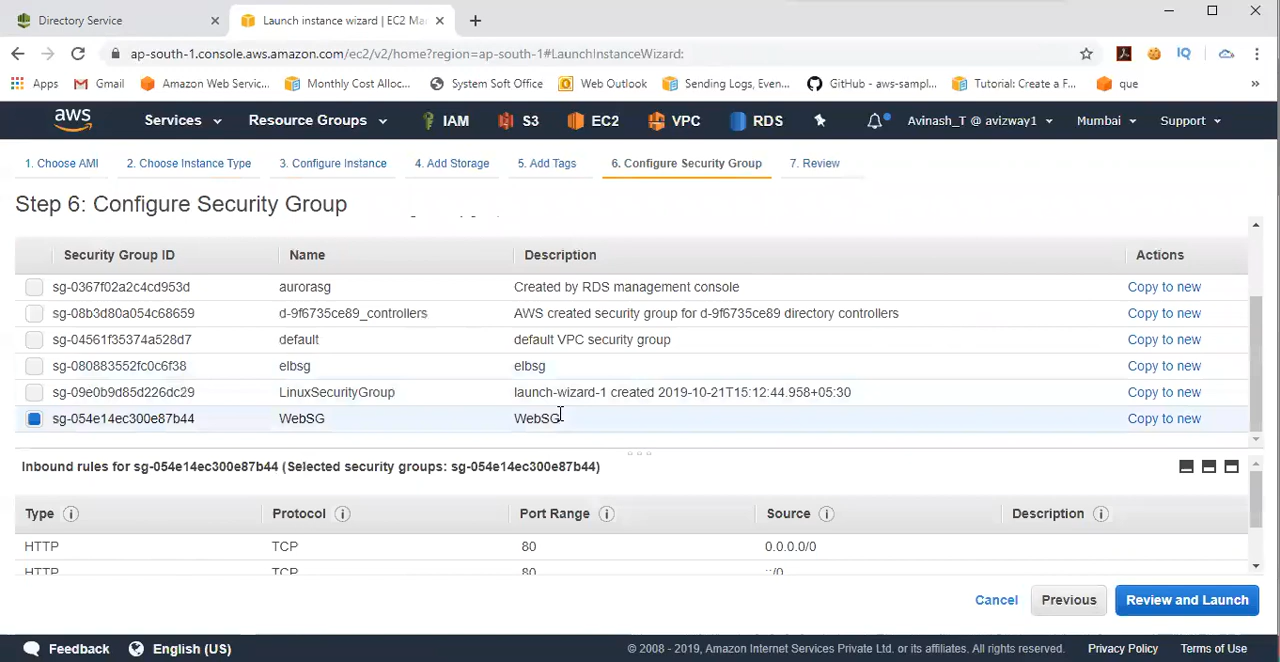 Directory Service
Launch instance wizard | EC2 Ma
ap-south-1.console.aws.amazon.com/ec2/v2/home?region=ap-south-1#LaunchInstanceWizard:
Apps Gmail Amazon Web Servic... Monthly Cost Alloc... System Soft Office Web Outlook Sending Logs, Even... GitHub - aws-sampl... Tutorial: Create a F... que »
aws Services Resource Groups IAM S3 EC2 VPC RDS Avinash_T @ avizway1 Mumbai Support
1. Choose AMI 2. Choose Instance Type 3. Configure Instance 4. Add Storage 5. Add Tags 6. Configure Security Group 7. Review
Step 6: Configure Security Group
Security Group ID Name Description Actions
sg-0367f02a2c4cd953d aurorasg Created by RDS management console Copy to new
sg-08b3d80a054c68659 d-9f6735ce89_controllers AWS created security group for d-9f6735ce89 directory controllers Copy to new
sg-04561f35374a528d7 default default VPC security group Copy to new
sg-080883552fc0c6f38 elbsg elbsg Copy to new
sg-09e0b9d85d226dc29 LinuxSecurityGroup launch-wizard-1 created 2019-10-21T15:12:44.958+05:30 Copy to new
sg-054e14ec300e87b44 WebSG WebSG Copy to new
Inbound rules for sg-054e14ec300e87b44 (Selected security groups: sg-054e14ec300e87b44)
Type Protocol Port Range Source Description
HTTP TCP 80 0.0.0.0/0
HTTP TCP 80 ::/0
Cancel Previous Review and Launch
Feedback English (US) © 2008 - 2019, Amazon Internet Services Private Ltd. or its affiliates. All rights reserved. Privacy Policy Terms of Use